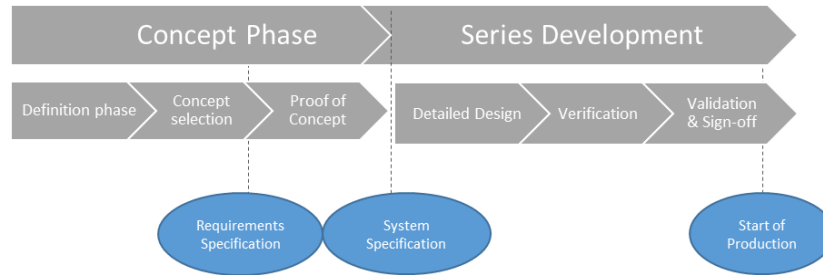 Concept Phase
Series Development
Definition phase
Concept
selection
Proof of
Concept
Detailed Design
Verification
Validation
& Sign-off
Requirements
Specification
System
Specification
Start of
Production